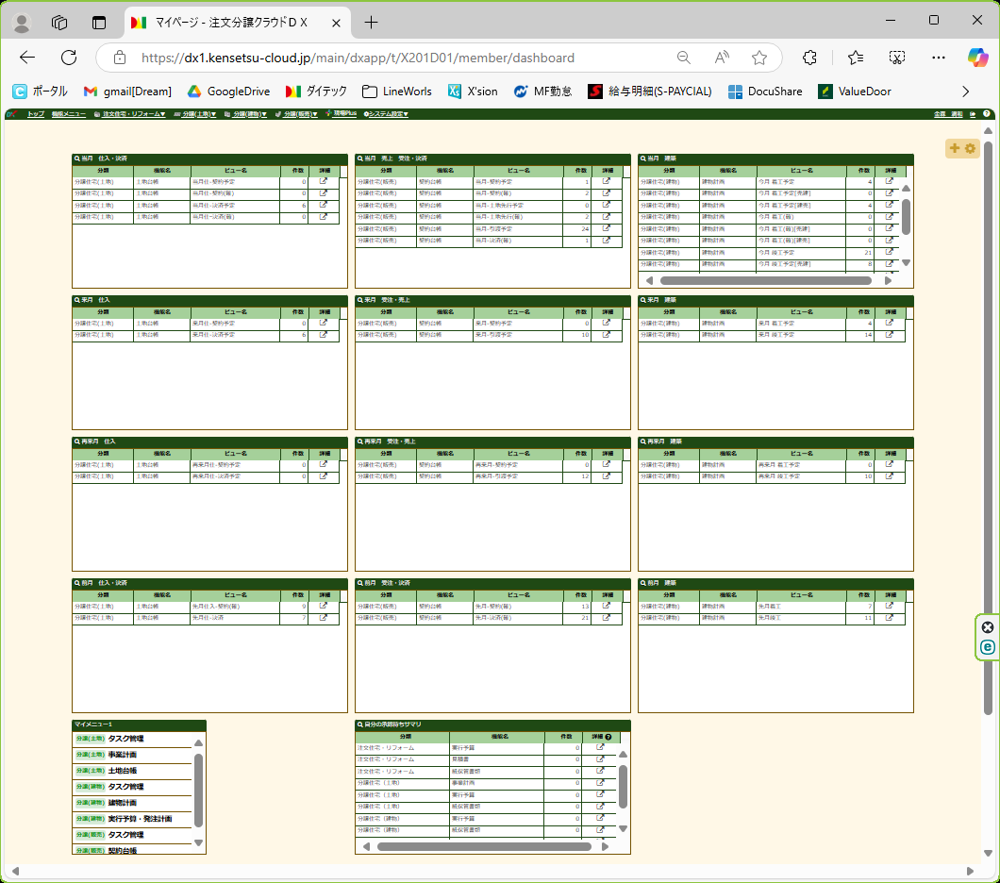 マイページ - 注文分譲クラウドＤＸ
https://dx1.kensetsu-cloud.jp/main/dxapp/t/X201D01/member/dashboard
ポータル gmail[Dream] GoogleDrive ダイテック LineWorls X'sion MF勤怠 給与明細(S-PAYCIAL) DocuShare ValueDoor
トップ 機能メニュー 注文住宅・リフォーム▼ 分譲(土地)▼ 分譲(建物)▼ 分譲(販売)▼ 現場Plus システム設定▼
当月 仕入・決済
分類 機能名 ビュー名 件数 詳細
分譲住宅(土地) 土地台帳 当月仕-契約予定 0
分譲住宅(土地) 土地台帳 当月仕-契約(確) 0
分譲住宅(土地) 土地台帳 当月仕-決済予定 6
分譲住宅(土地) 土地台帳 当月仕-決済(確) 0
当月 売上 受注・決済
分類 機能名 ビュー名 件数 詳細
分譲住宅(販売) 契約台帳 当月-契約予定 1
分譲住宅(販売) 契約台帳 当月-契約(確) 2
分譲住宅(販売) 契約台帳 当月-土地先行予定 0
分譲住宅(販売) 契約台帳 当月-土地先行(確) 2
分譲住宅(販売) 契約台帳 当月-引渡予定 24
分譲住宅(販売) 契約台帳 当月-決済(確) 1
当月 建築
分類 機能名 ビュー名 件数 詳細
分譲住宅(建物) 建物計画 今月 着工予定 4
分譲住宅(建物) 建物計画 今月 着工予定[売建] 0
分譲住宅(建物) 建物計画 今月 着工予定[建売] 4
分譲住宅(建物) 建物計画 今月 着工(確) 0
分譲住宅(建物) 建物計画 今月 着工(確)[売建] 0
分譲住宅(建物) 建物計画 今月 着工(確)[建売] 0
分譲住宅(建物) 建物計画 今月 竣工予定 21
分譲住宅(建物) 建物計画 今月 竣工予定[売建] 8
来月 仕入
分類 機能名 ビュー名 件数 詳細
分譲住宅(土地) 土地台帳 来月仕-契約予定 0
分譲住宅(土地) 土地台帳 来月仕-決済予定 6
来月 受注・売上
分類 機能名 ビュー名 件数 詳細
分譲住宅(販売) 契約台帳 来月-契約予定 0
分譲住宅(販売) 契約台帳 来月-引渡予定 10
来月 建築
分類 機能名 ビュー名 件数 詳細
分譲住宅(建物) 建物計画 来月 着工予定 4
分譲住宅(建物) 建物計画 来月 竣工予定 14
再来月 仕入
分類 機能名 ビュー名 件数 詳細
分譲住宅(土地) 土地台帳 再来月仕-契約予定 0
分譲住宅(土地) 土地台帳 再来月仕-決済予定 0
再来月 受注・売上
分類 機能名 ビュー名 件数 詳細
分譲住宅(販売) 契約台帳 再来月-契約予定 0
分譲住宅(販売) 契約台帳 再来月-引渡予定 12
再来月 建築
分類 機能名 ビュー名 件数 詳細
分譲住宅(建物) 建物計画 再来月 着工予定 0
分譲住宅(建物) 建物計画 再来月 竣工予定 10
前月 仕入・決済
分類 機能名 ビュー名 件数 詳細
分譲住宅(土地) 土地台帳 先月仕入-契約(確) 9
分譲住宅(土地) 土地台帳 先月仕-決済 7
前月 受注・決済
分類 機能名 ビュー名 件数 詳細
分譲住宅(販売) 契約台帳 先月-契約(確) 13
分譲住宅(販売) 契約台帳 先月-決済(確) 21
前月 建築
分類 機能名 ビュー名 件数 詳細
分譲住宅(建物) 建物計画 先月着工 7
分譲住宅(建物) 建物計画 先月竣工 11
マイメニュー1
分譲(土地) タスク管理
分譲(土地) 事業計画
分譲(土地) 土地台帳
分譲(建物) タスク管理
分譲(建物) 建物計画
分譲(建物) 実行予算・発注計画
分譲(販売) タスク管理
分譲(販売) 契約台帳
自分の承認待ちサマリ
分類 機能名 件数 詳細
注文住宅・リフォーム 実行予算 0
注文住宅・リフォーム 見積書 0
注文住宅・リフォーム 紙保管書類 0
分譲住宅（土地） 事業計画 0
分譲住宅（土地） 実行予算 0
分譲住宅（土地） 紙保管書類 0
分譲住宅（建物） 実行予算 0
分譲住宅（建物） 紙保管書類 0